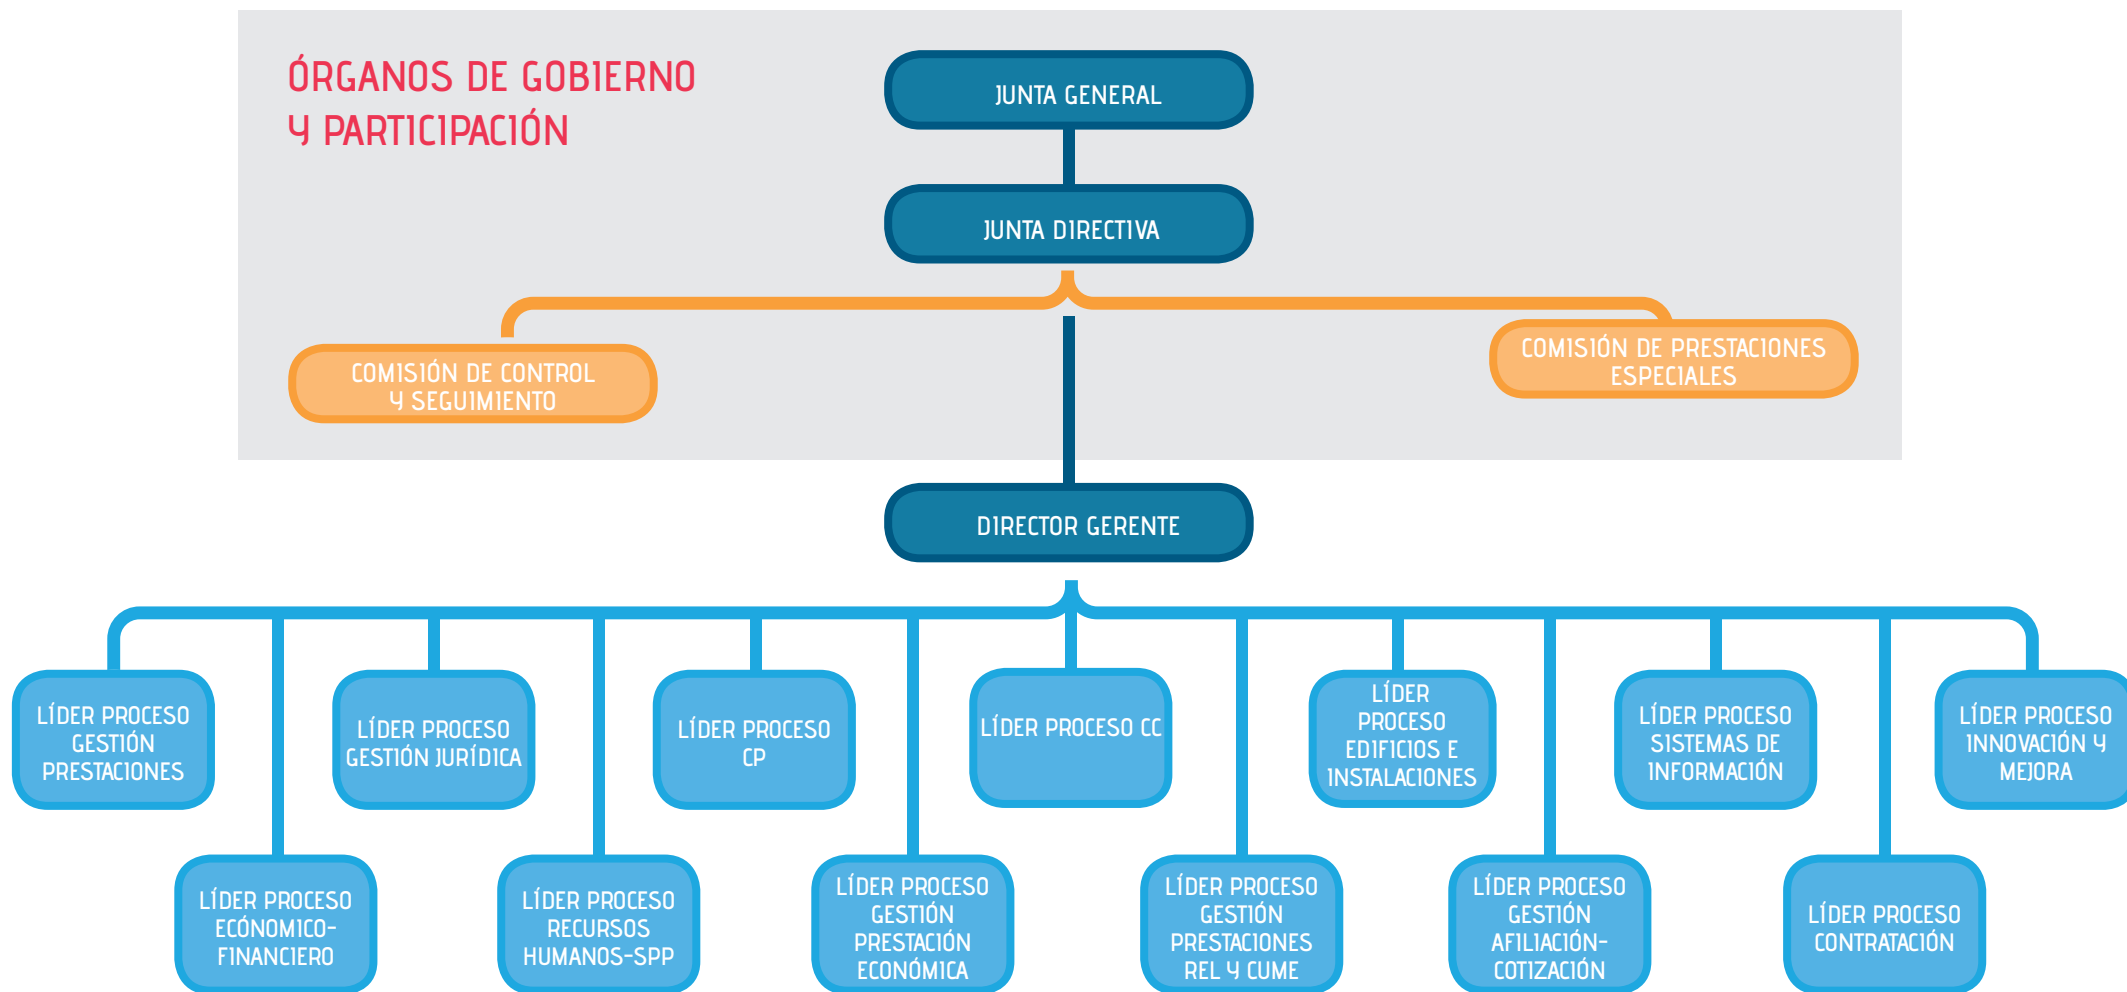 ÓRGANOS DE GOBIERNO
Y PARTICIPACIÓN
JUNTA GENERAL
JUNTA DIRECTIVA
COMISIÓN DE CONTROL
Y SEGUIMIENTO
COMISIÓN DE PRESTACIONES
ESPECIALES
DIRECTOR GERENTE
LÍDER PROCESO
GESTIÓN
PRESTACIONES
LÍDER PROCESO
GESTIÓN JURÍDICA
LÍDER PROCESO
CP
LÍDER PROCESO CC
LÍDER
PROCESO
EDIFICIOS E
INSTALACIONES
LÍDER PROCESO
SISTEMAS DE
INFORMACIÓN
LÍDER PROCESO
INNOVACIÓN Y
MEJORA
LÍDER PROCESO
ECÓNOMICO-
FINANCIERO
LÍDER PROCESO
RECURSOS
HUMANOS-SPP
LÍDER PROCESO
GESTIÓN
PRESTACIÓN
ECONÓMICA
LÍDER PROCESO
GESTIÓN
PRESTACIONES
REL Y CUME
LÍDER PROCESO
GESTIÓN
AFILIACIÓN-
COTIZACIÓN
LÍDER PROCESO
CONTRATACIÓN